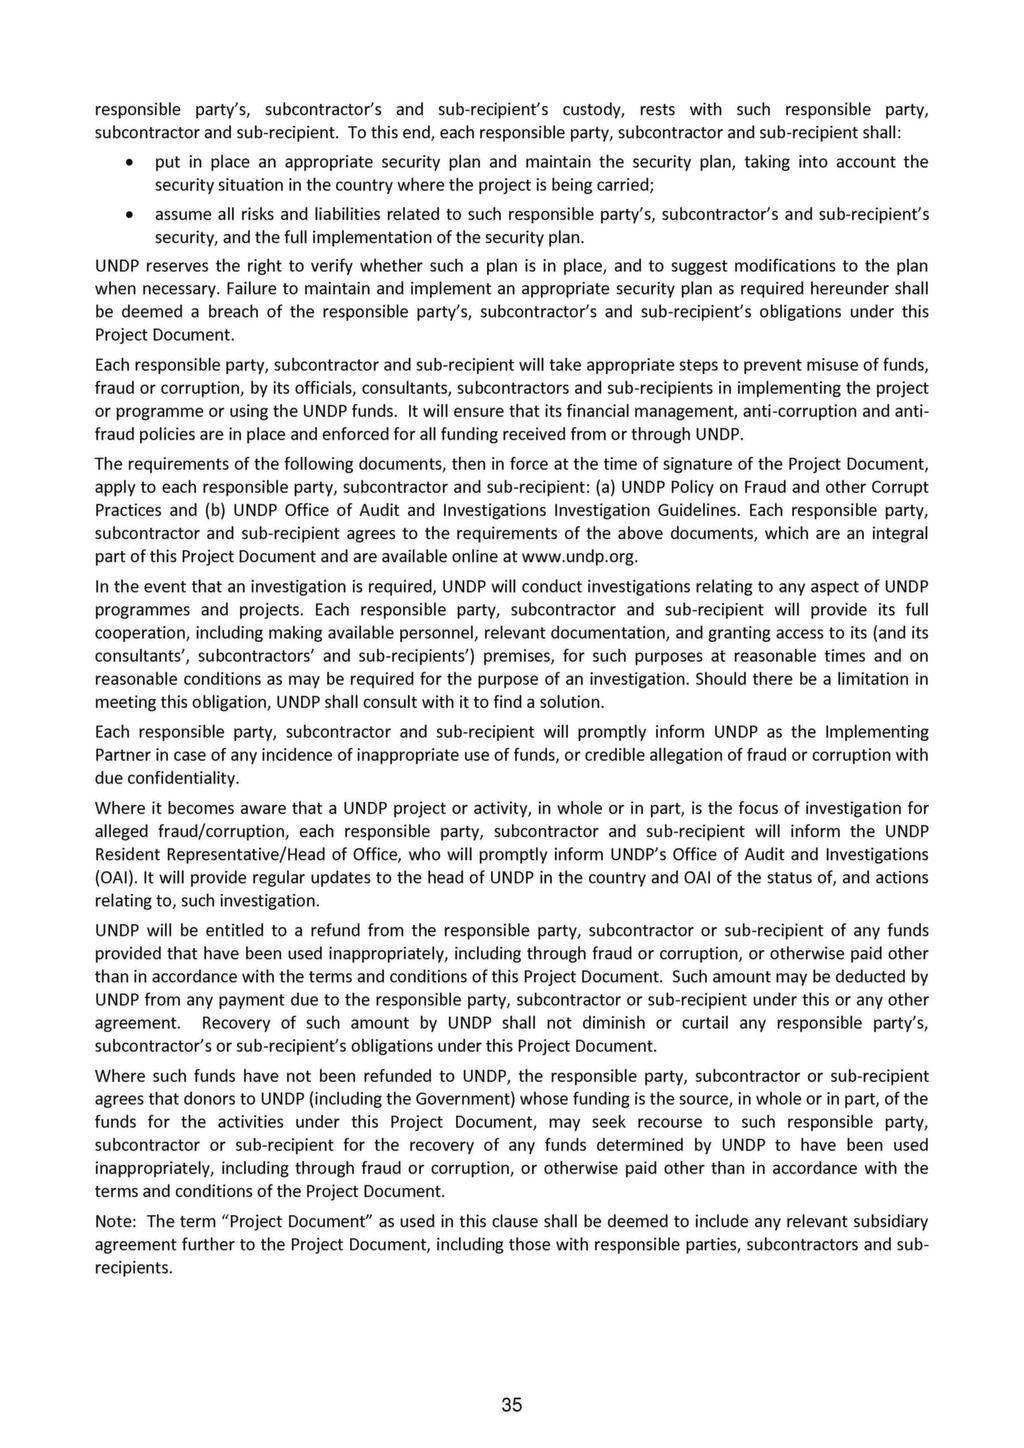 responsible party’s, subcontractor’s and sub-recipient’s custody, rests with such responsible party,
subcontractor and sub-recipient.  To this end, each responsible party, subcontractor and sub-recipient shall:
• put in place an appropriate security plan and maintain the security plan, taking into account the
security situation in the country where the project is being carried;
• assume all risks and liabilities related to such responsible party’s, subcontractor’s and sub-recipient’s
security, and the full implementation of the security plan.
UNDP reserves the right to verify whether such a plan is in place, and to suggest modifications to the plan
when necessary. Failure to maintain and implement an appropriate security plan as required hereunder shall
be deemed a breach of the responsible party’s, subcontractor’s and sub-recipient’s obligations under this
Project Document.
Each responsible party, subcontractor and sub-recipient will take appropriate steps to prevent misuse of funds,
fraud or corruption, by its officials, consultants, subcontractors and sub-recipients in implementing the project
or programme or using the UNDP funds.  It will ensure that its financial management, anti-corruption and anti-
fraud policies are in place and enforced for all funding received from or through UNDP.
The requirements of the following documents, then in force at the time of signature of the Project Document,
apply to each responsible party, subcontractor and sub-recipient: (a) UNDP Policy on Fraud and other Corrupt
Practices and (b) UNDP Office of Audit and Investigations Investigation Guidelines. Each responsible party,
subcontractor and sub-recipient agrees to the requirements of the above documents, which are an integral
part of this Project Document and are available online at www.undp.org.
In the event that an investigation is required, UNDP will conduct investigations relating to any aspect of UNDP
programmes and projects. Each responsible party, subcontractor and sub-recipient will provide its full
cooperation, including making available personnel, relevant documentation, and granting access to its (and its
consultants’, subcontractors’ and sub-recipients’) premises, for such purposes at reasonable times and on
reasonable conditions as may be required for the purpose of an investigation. Should there be a limitation in
meeting this obligation, UNDP shall consult with it to find a solution.
Each responsible party, subcontractor and sub-recipient will promptly inform UNDP as the Implementing
Partner in case of any incidence of inappropriate use of funds, or credible allegation of fraud or corruption with
due confidentiality.
Where it becomes aware that a UNDP project or activity, in whole or in part, is the focus of investigation for
alleged fraud/corruption, each responsible party, subcontractor and sub-recipient will inform the UNDP
Resident Representative/Head of Office, who will promptly inform UNDP’s Office of Audit and Investigations
(OAI). It will provide regular updates to the head of UNDP in the country and OAI of the status of, and actions
relating to, such investigation.
UNDP will be entitled to a refund from the responsible party, subcontractor or sub-recipient of any funds
provided that have been used inappropriately, including through fraud or corruption, or otherwise paid other
than in accordance with the terms and conditions of this Project Document.  Such amount may be deducted by
UNDP from any payment due to the responsible party, subcontractor or sub-recipient under this or any other
agreement.  Recovery of such amount by UNDP shall not diminish or curtail any responsible party’s,
subcontractor’s or sub-recipient’s obligations under this Project Document.
Where such funds have not been refunded to UNDP, the responsible party, subcontractor or sub-recipient
agrees that donors to UNDP (including the Government) whose funding is the source, in whole or in part, of the
funds for the activities under this Project Document, may seek recourse to such responsible party,
subcontractor or sub-recipient for the recovery of any funds determined by UNDP to have been used
inappropriately, including through fraud or corruption, or otherwise paid other than in accordance with the
terms and conditions of the Project Document.
Note:  The term “Project Document” as used in this clause shall be deemed to include any relevant subsidiary
agreement further to the Project Document, including those with responsible parties, subcontractors and sub-
recipients.
35